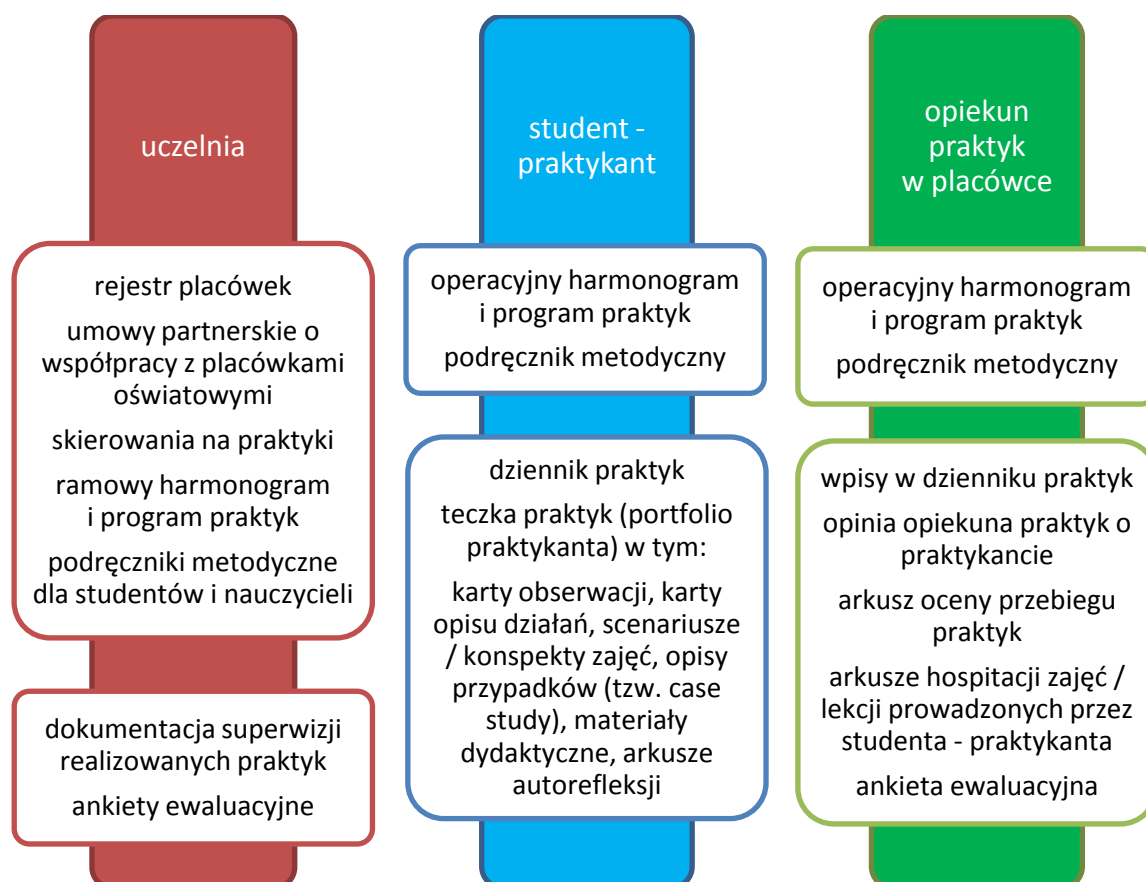 uczelnia
rejestr placówek
umowy partnerskie o
współpracy z placówkami
oświatowymi
skierowania na praktyki
ramowy harmonogram
i program praktyk
podręczniki metodyczne
dla studentów i nauczycieli
dokumentacja superwizji
realizowanych praktyk
ankiety ewaluacyjne
student -
praktykant
operacyjny harmonogram
i program praktyk
podręcznik metodyczny
dziennik praktyk
teczka praktyk (portfolio
praktykanta) w tym:
karty obserwacji, karty
opisu działań, scenariusze
/ konspekty zajęć, opisy
przypadków (tzw. case
study), materiały
dydaktyczne, arkusze
autorefleksji
opiekun
praktyk
w placówce
operacyjny harmonogram
i program praktyk
podręcznik metodyczny
wpisy w dzienniku praktyk
opinia opiekuna praktyk o
praktykancie
arkusz oceny przebiegu
praktyk
arkusze hospitacji zajęć /
lekcji prowadzonych przez
studenta - praktykanta
ankieta ewaluacyjna